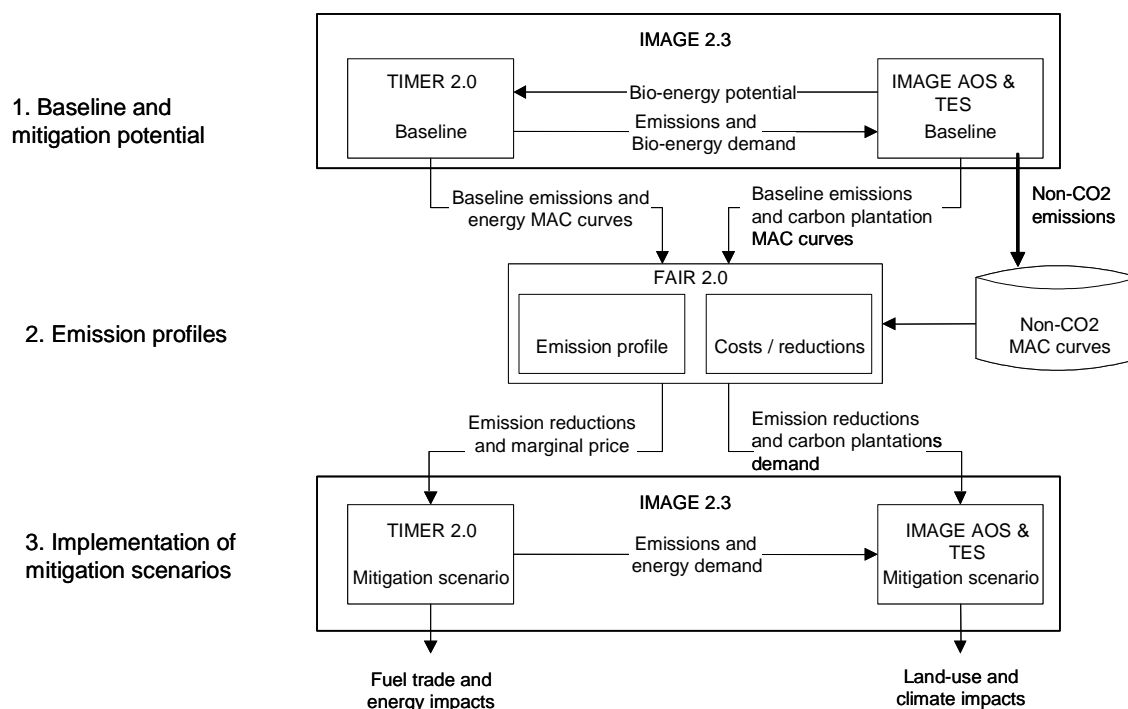 IMAGE 2.3
1. Baseline and
mitigation potential
TIMER 2.0
Baseline
Bio-energy potential
Emissions and
Bio-energy demand
IMAGE AOS &
TES
Baseline
Baseline emissions and
energy MAC curves
Baseline emissions
and carbon plantation
MAC curves
Non-CO2
emissions
2. Emission profiles
FAIR 2.0
Emission profile
Costs / reductions
Non-CO2
MAC curves
Emission reductions
and marginal price
Emission reductions
and carbon plantations
demand
3. Implementation of
mitigation scenarios
IMAGE 2.3
TIMER 2.0
Mitigation scenario
Emissions and
energy demand
IMAGE AOS &
TES
Mitigation scenario
Fuel trade and
energy impacts
Land-use and
climate impacts